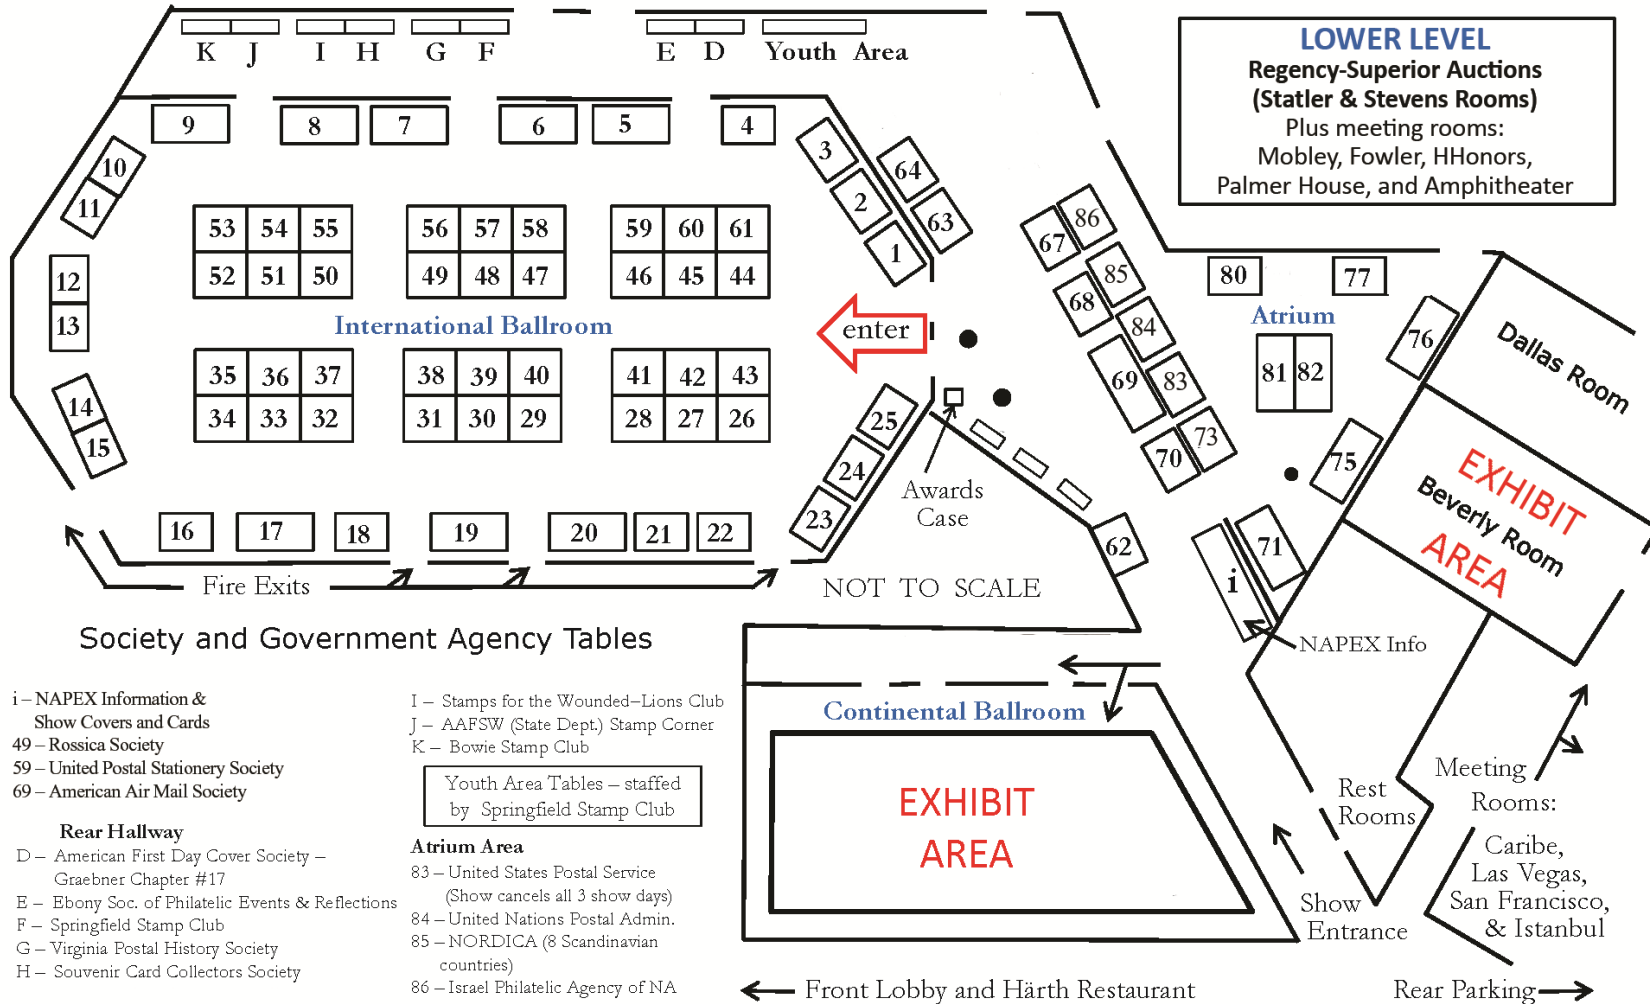 K J I H G F E D Youth Area
LOWER LEVEL
Regency-Superior Auctions
(Statler & Stevens Rooms)
Plus meeting rooms:
Mobley, Fowler, HHonors,
Palmer House, and Amphitheater
9 8 7 6 5 4 3 64
10 2 63
11 1
12
13
14
15
53 54 55 56 57 58 59 60 61
52 51 50 49 48 47 46 45 44
International Ballroom
enter
35 36 37 38 39 40 41 42 43
34 33 32 31 30 29 28 27 26
25
24
23
16 17 18 19 20 21 22
Fire Exits
Awards
Case
NOT TO SCALE
62
86
67
85
68
84
69 83
73
70
80 77
Atrium
81 82
76
75
71
i
NAPEX Info
Dallas Room
EXHIBIT
Beverly Room
AREA
Society and Government Agency Tables
i – NAPEX Information &
Show Covers and Cards
49 – Rossica Society
59 – United Postal Stationery Society
69 – American Air Mail Society
Rear Hallway
D – American First Day Cover Society –
Graebner Chapter #17
E – Ebony Soc. of Philatelic Events & Reflections
F – Springfield Stamp Club
G – Virginia Postal History Society
H – Souvenir Card Collectors Society
I – Stamps for the Wounded–Lions Club
J – AAFSW (State Dept.) Stamp Corner
K – Bowie Stamp Club
Youth Area Tables – staffed
by Springfield Stamp Club
Atrium Area
83 – United States Postal Service
(Show cancels all 3 show days)
84 – United Nations Postal Admin.
85 – NORDICA (8 Scandinavian
countries)
86 – Israel Philatelic Agency of NA
Continental Ballroom
EXHIBIT
AREA
Rest
Rooms
Meeting
Rooms:
Caribe,
Las Vegas,
San Francisco,
& Istanbul
Show
Entrance
Front Lobby and Härth Restaurant
Rear Parking